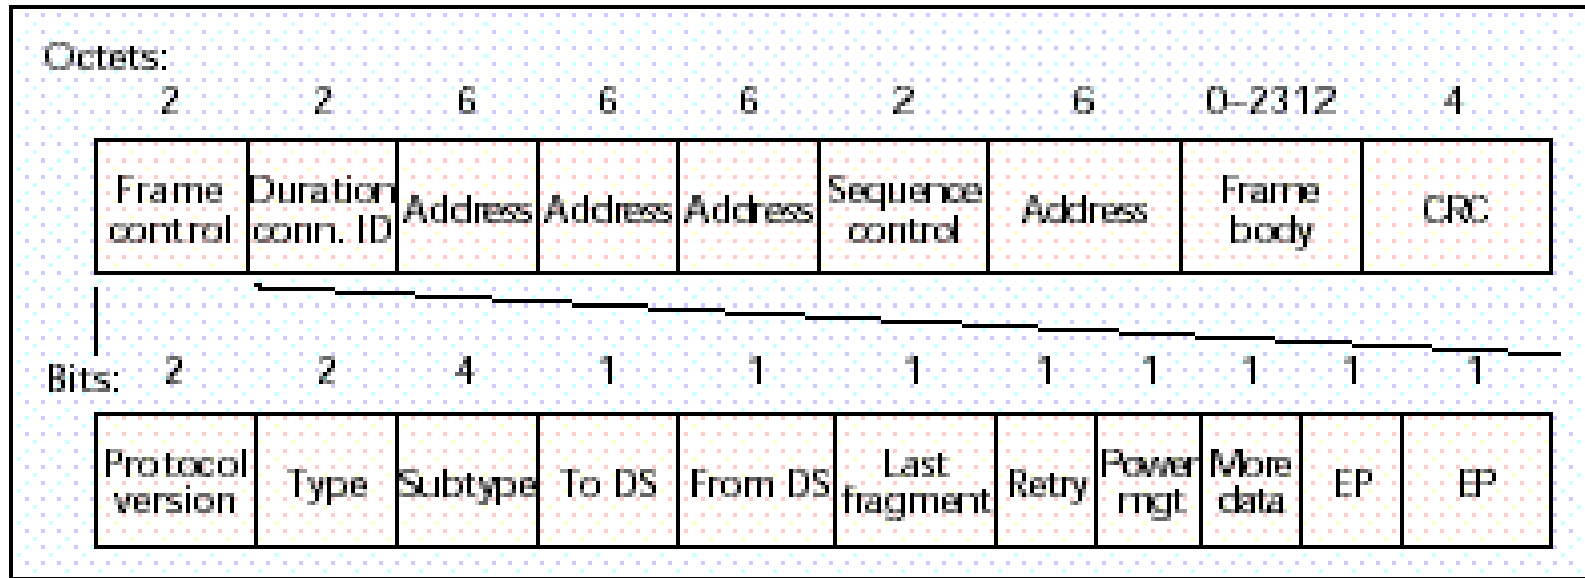 Octets:
2 2 6 6 6 2 6 0–2312 4
Frame control Duration conn. ID Address Address Address Sequence control Address Frame body CRC
Bits: 2 2 4 1 1 1 1 1 1 1 1
Protocol version Type Subtype To DS From DS Last fragment Retry Power mgt More data EP EP